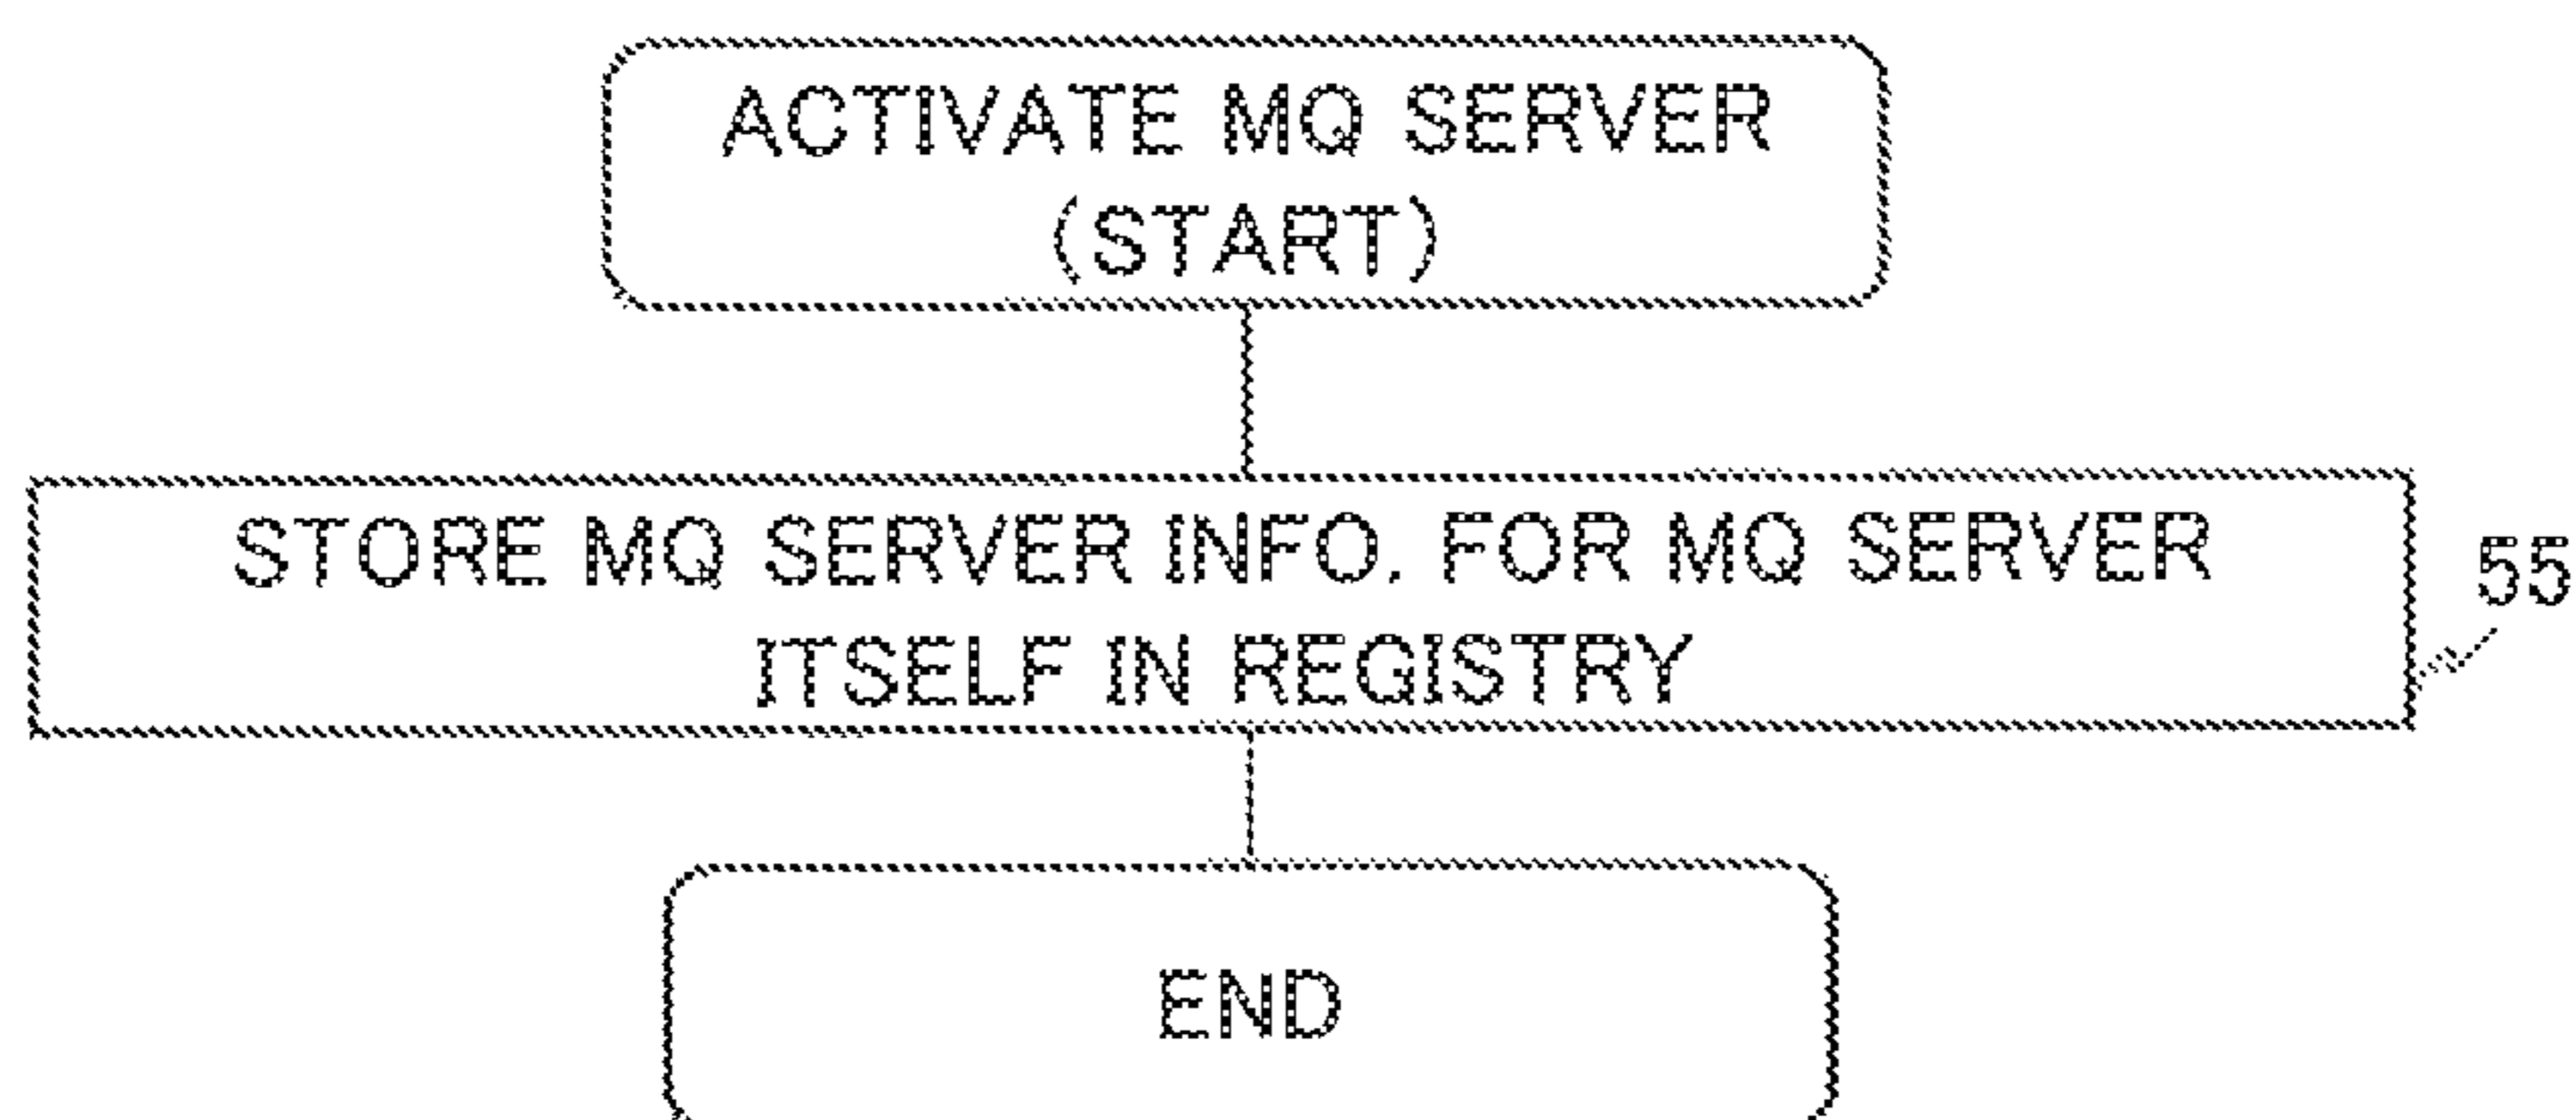 ACTIVATE MQ SERVER
(START)
STORE MQ SERVER INFO. FOR MQ SERVER
ITSELF IN REGISTRY
55
END